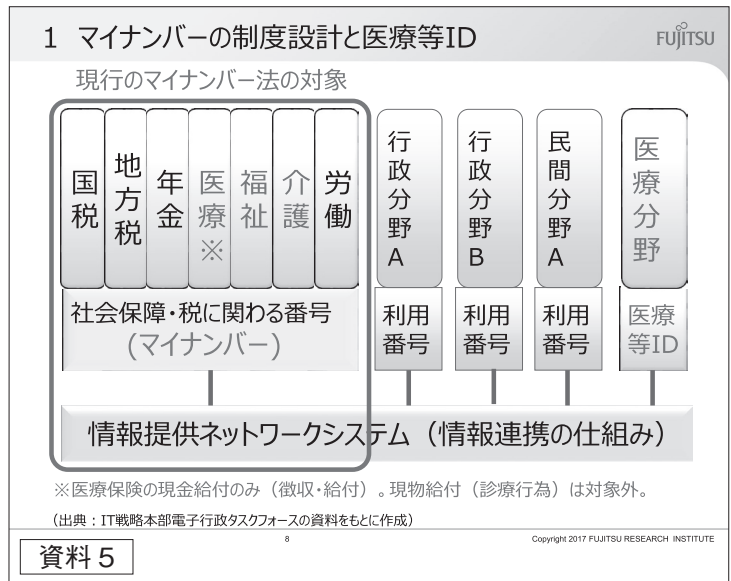 1 マイナンバーの制度設計と医療等ID
FUJITSU
現行のマイナンバー法の対象
国税
地方税
年金
医療※
福祉
介護
労働
行政分野A
行政分野B
民間分野A
医療分野
社会保障・税に関わる番号
(マイナンバー)
利用
番号
利用
番号
利用
番号
医療
等ID
情報提供ネットワークシステム（情報連携の仕組み）
※医療保険の現金給付のみ（徴収・給付）。現物給付（診療行為）は対象外。
（出典：IT戦略本部電子行政タスクフォースの資料をもとに作成）
8
Copyright 2017 FUJITSU RESEARCH INSTITUTE
資料5